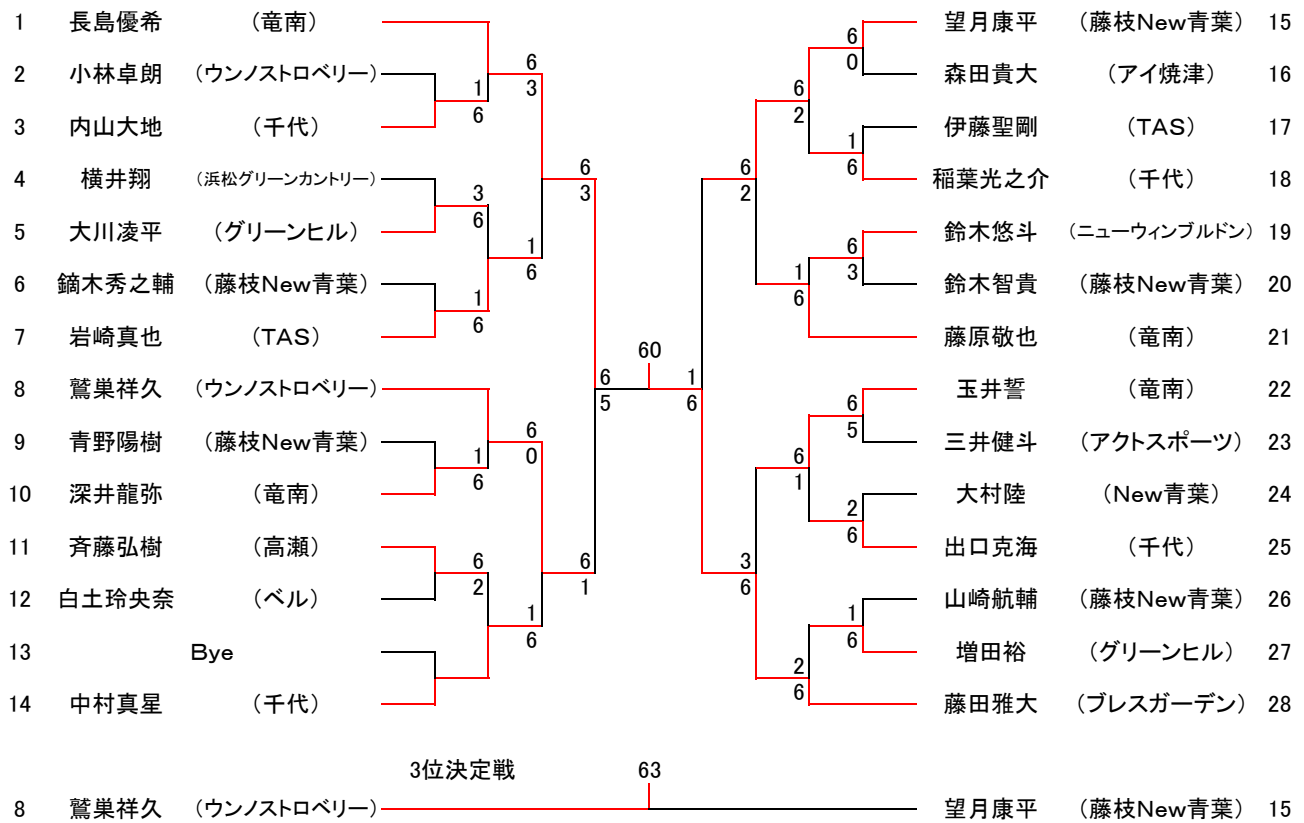 1 長島優希 (竜南)
2 小林卓朗 (ウンノストロベリー)
3 内山大地 (千代)
4 横井翔 (浜松グリーンカントリー)
5 大川凌平 (グリーンヒル)
6 鏑木秀之輔 (藤枝New青葉)
7 岩崎真也 (TAS)
8 鷲巣祥久 (ウンノストロベリー)
9 青野陽樹 (藤枝New青葉)
10 深井龍弥 (竜南)
11 斉藤弘樹 (高瀬)
12 白土玲央奈 (ベル)
13 Bye
14 中村真星 (千代)
1
6
3
6
1
6
1
6
6
2
6
3
1
6
6
0
1
6
6
3
6
1
6
5
60
1
6
6
2
3
6
6
2
1
6
6
1
2
6
6
0
1
6
6
3
6
5
2
6
1
6
望月康平 (藤枝New青葉) 15
森田貴大 (アイ焼津) 16
伊藤聖剛 (TAS) 17
稲葉光之介 (千代) 18
鈴木悠斗 (ニューウィンブルドン) 19
鈴木智貴 (藤枝New青葉) 20
藤原敬也 (竜南) 21
玉井誓 (竜南) 22
三井健斗 (アクトスポーツ) 23
大村陸 (New青葉) 24
出口克海 (千代) 25
山崎航輔 (藤枝New青葉) 26
増田裕 (グリーンヒル) 27
藤田雅大 (ブレスガーデン) 28
3位決定戦 63
8 鷲巣祥久 (ウンノストロベリー) 望月康平 (藤枝New青葉) 15